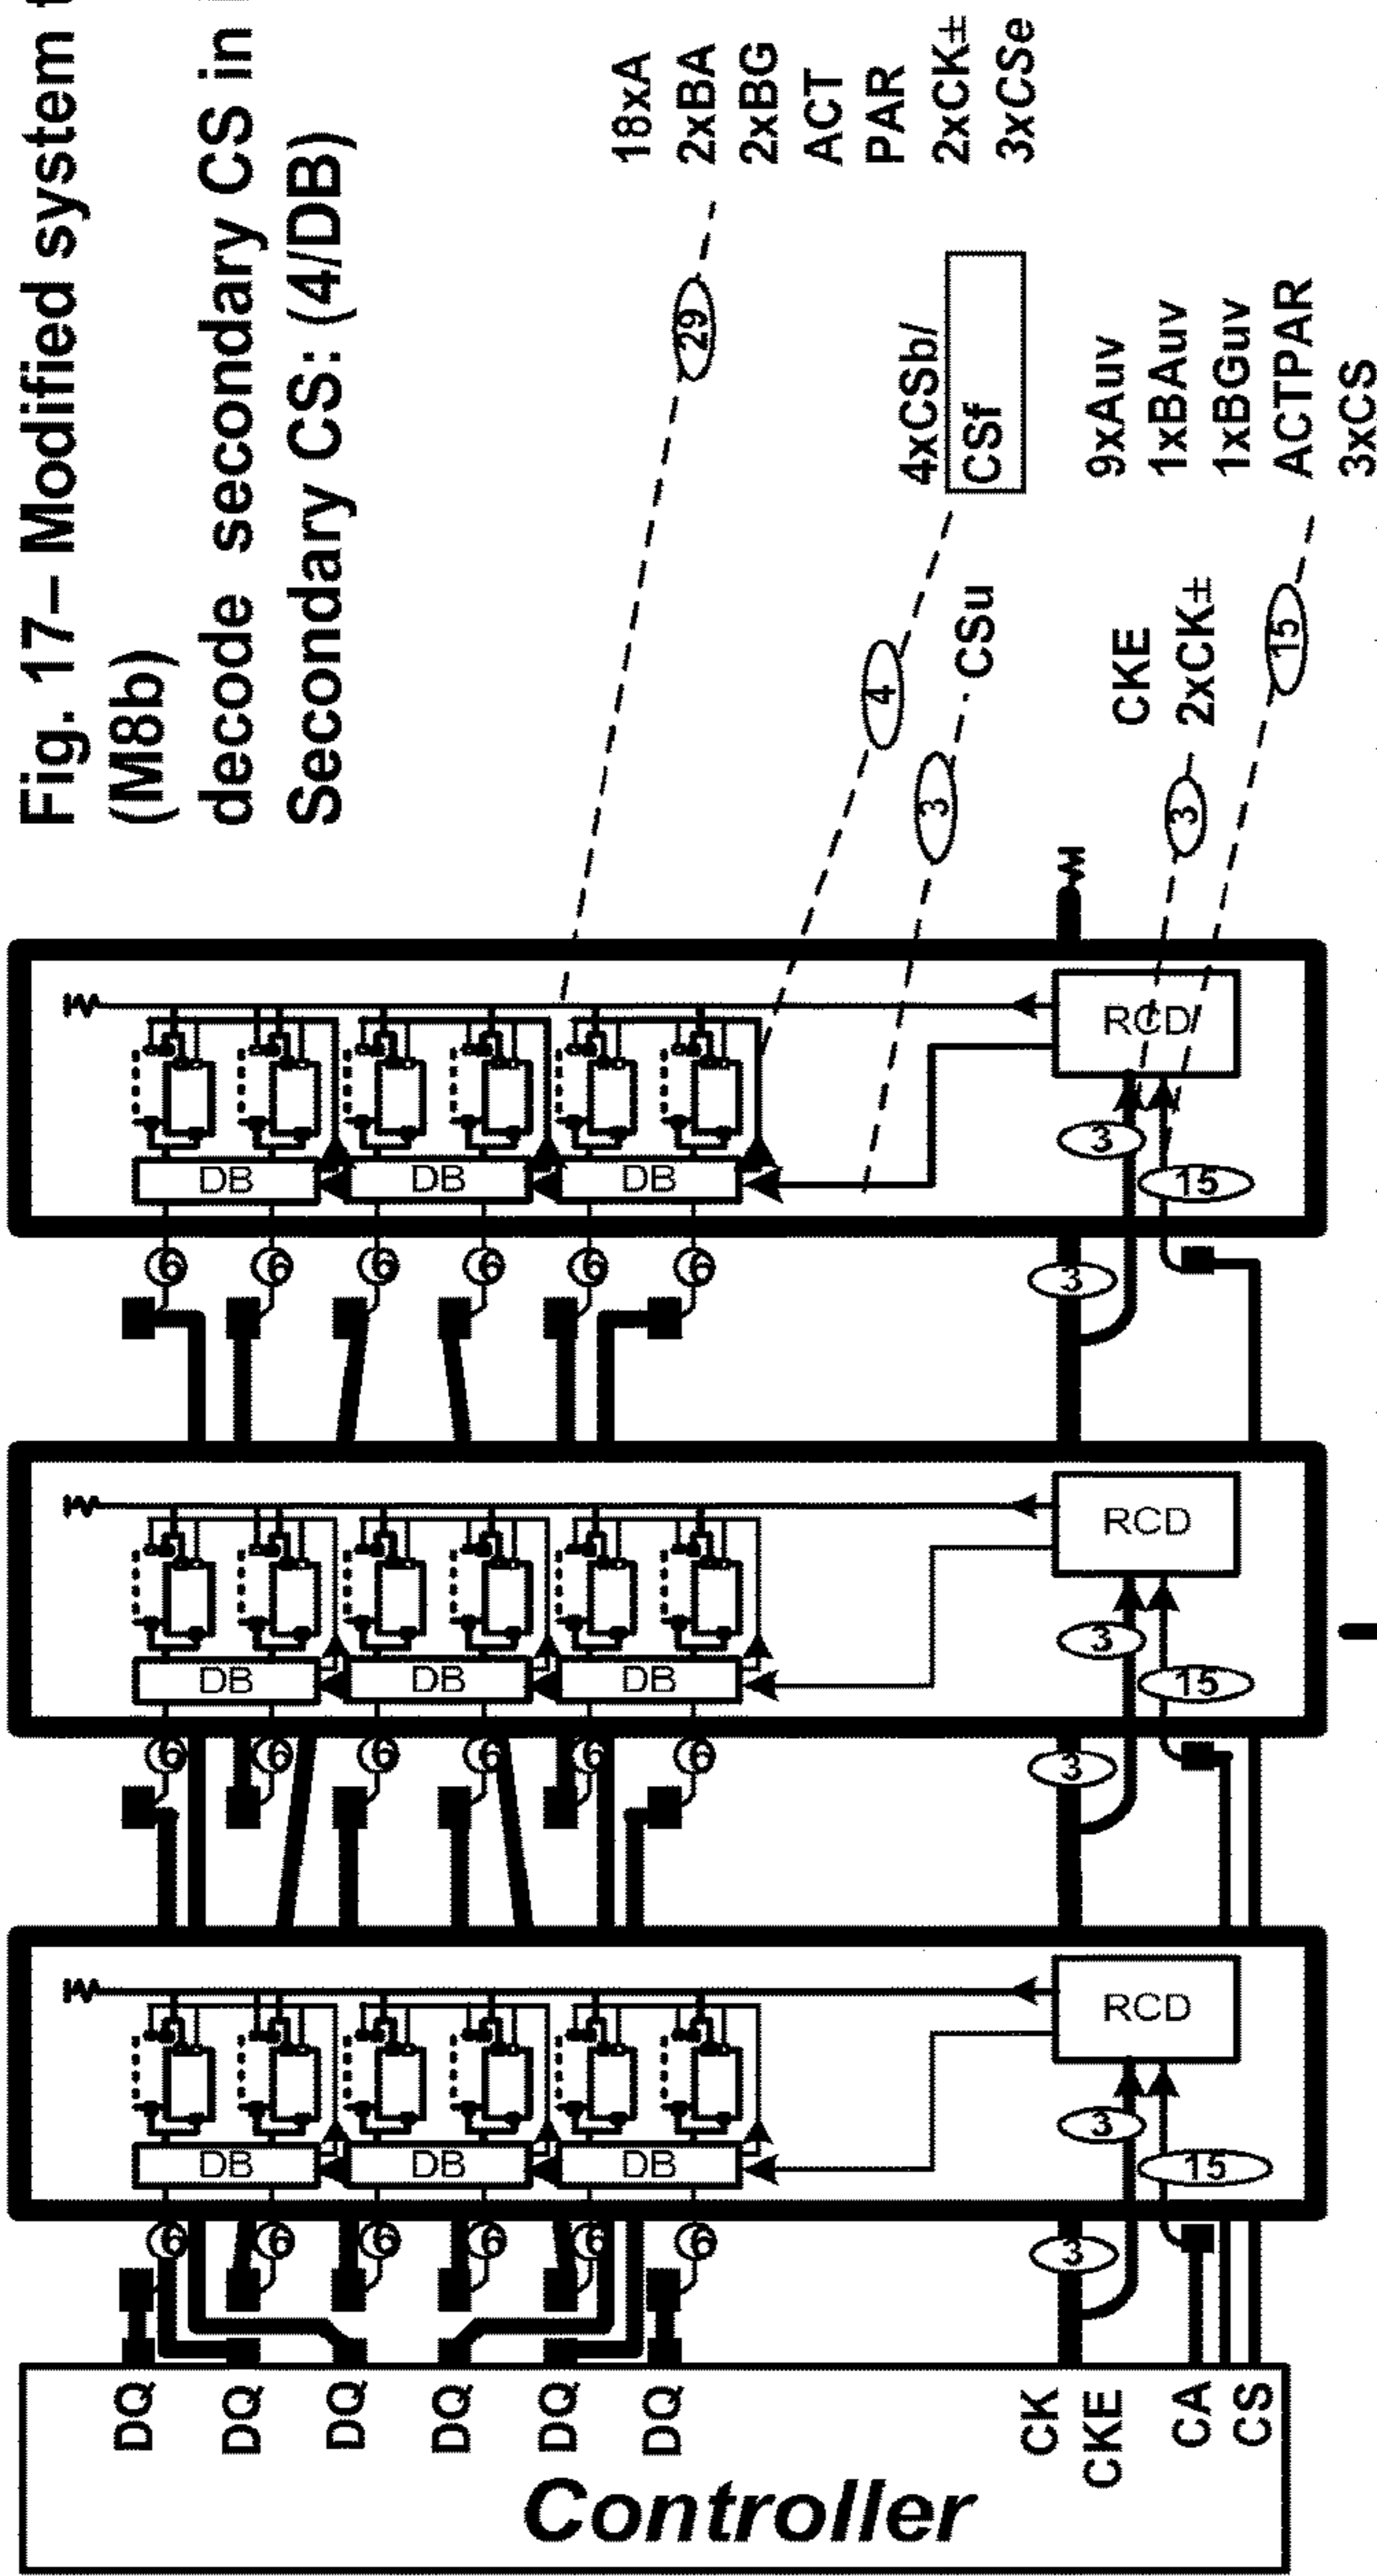 Fig. 17– Modified system
(M8b)
decode secondary CS in
Secondary CS: (4/DB)
18xA
2xBA
2xBG
ACT
PAR
2xCK±
3xCSe
29
4xCSb/
CSf
4
CSu
3
9xAuv
1xBAuv
1xBGuv
ACTPAR
3xCS
CKE
2xCK±
3
15
DB
DB
DB
RCD
3
15
6
6
6
6
6
6
3
DB
DB
DB
RCD
3
15
6
6
6
6
6
6
3
DB
DB
DB
RCD
3
15
6
6
6
6
6
6
3
DQ
DQ
DQ
DQ
DQ
DQ
CK
CKE
CA
CS
Controller